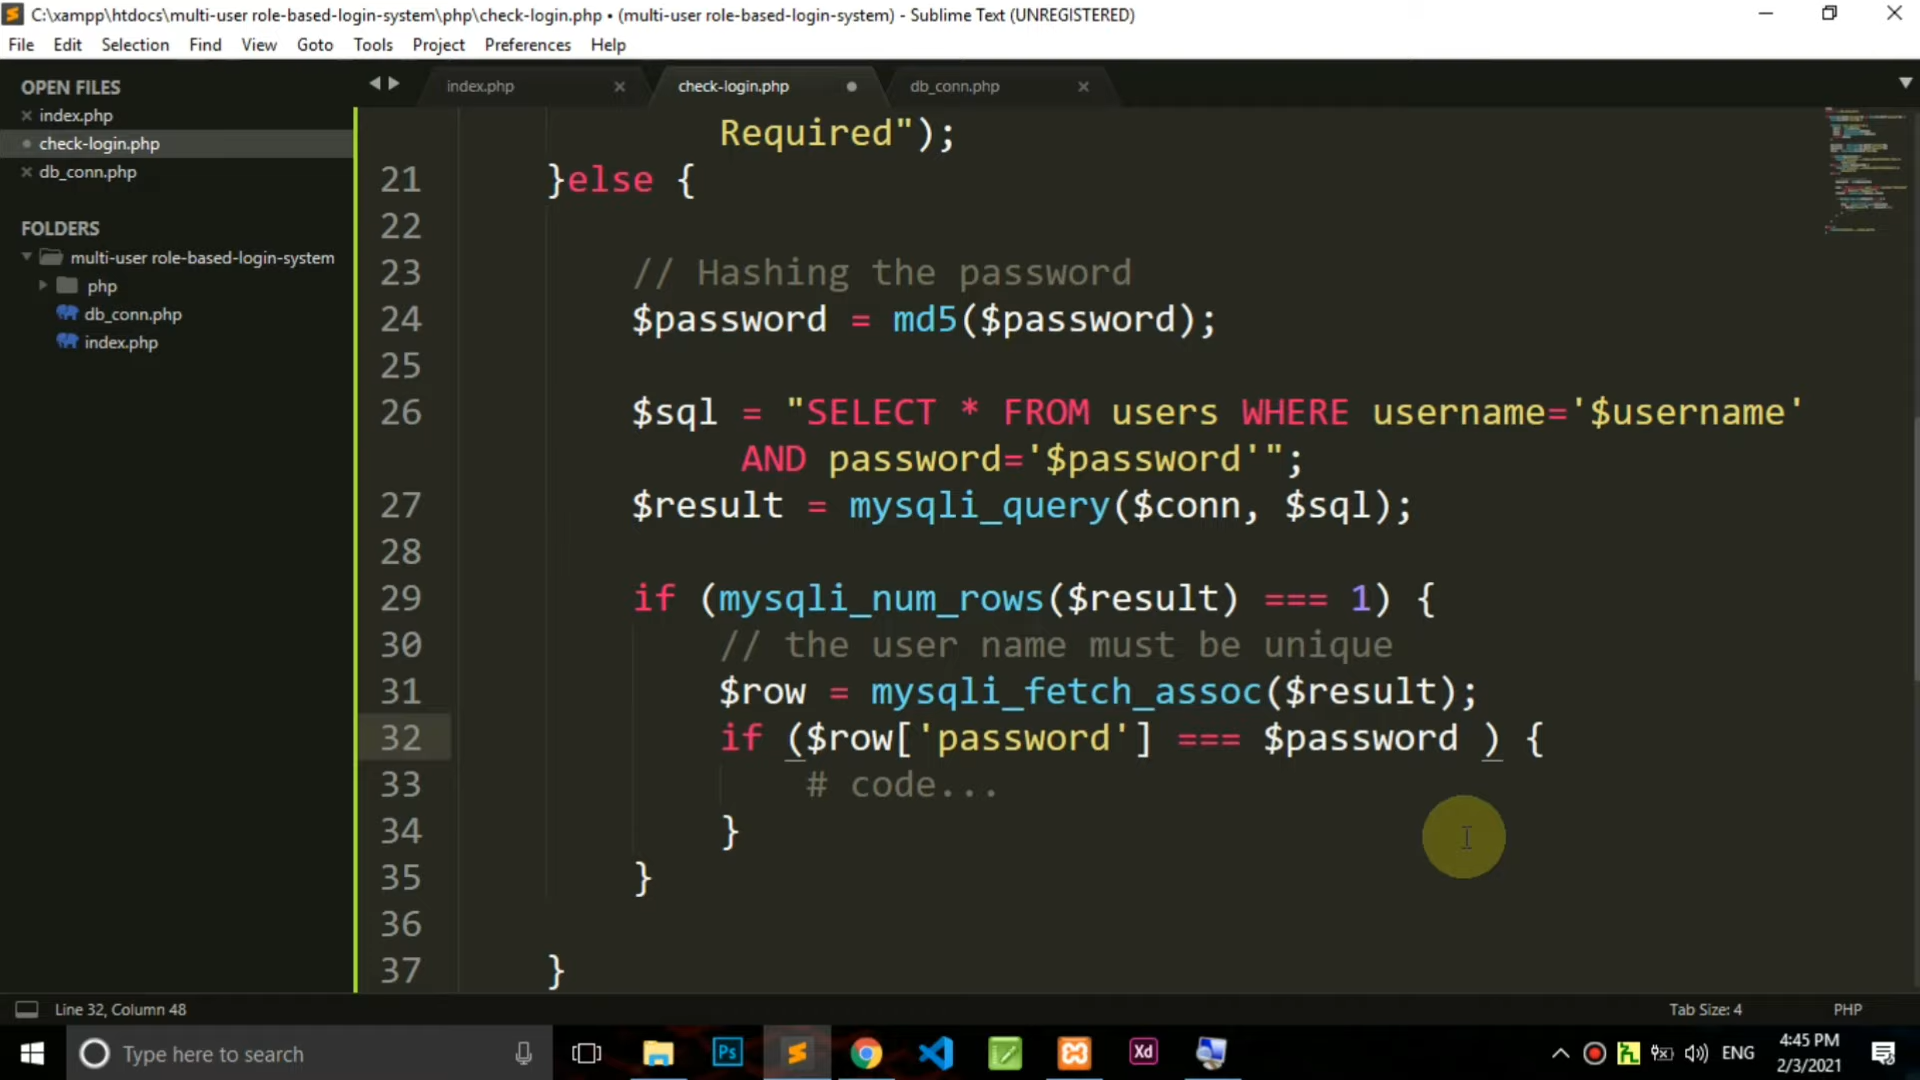 C:\xampp\htdocs\multi-user role-based-login-system\php\check-login.php • (multi-user role-based-login-system) - Sublime Text (UNREGISTERED)
File Edit Selection Find View Goto Tools Project Preferences Help
OPEN FILES
index.php
check-login.php
db_conn.php
FOLDERS
multi-user role-based-login-system
php
db_conn.php
index.php
index.php check-login.php db_conn.php
Required");
21 }else {
22
23 // Hashing the password
24 $password = md5($password);
25
26 $sql = "SELECT * FROM users WHERE username='$username'
AND password='$password'";
27 $result = mysqli_query($conn, $sql);
28
29 if (mysqli_num_rows($result) === 1) {
30 // the user name must be unique
31 $row = mysqli_fetch_assoc($result);
32 if ($row['password'] === $password ) {
33 # code...
34 }
35 }
36
37 }
Line 32, Column 48 Tab Size: 4 PHP
Type here to search
Ps
Xd
ENG
4:45 PM
2/3/2021